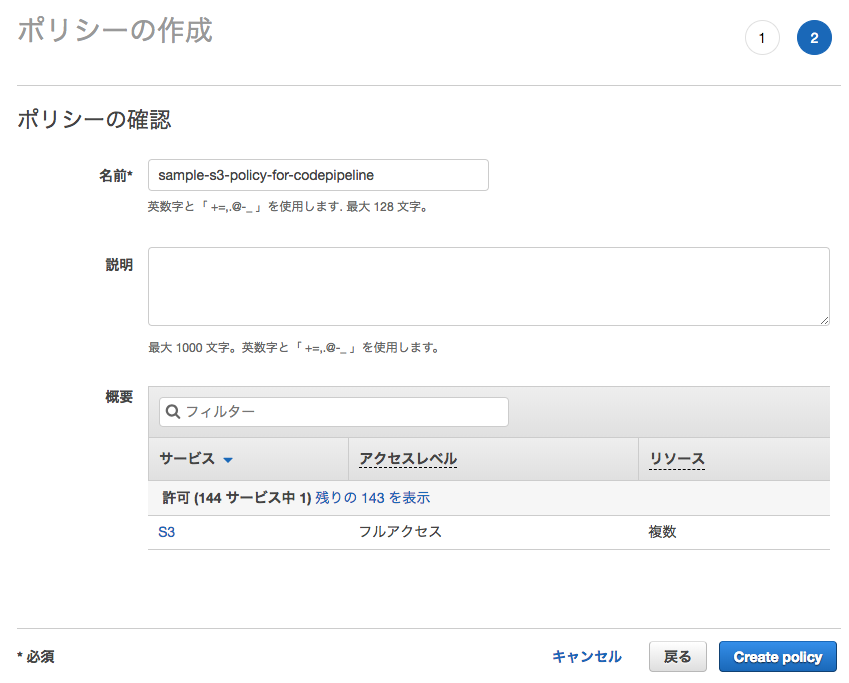 ポリシーの作成
1 2
ポリシーの確認
名前* sample-s3-policy-for-codepipeline
英数字と「 +=,.@-_ 」を使用します. 最大 128 文字。
説明
最大 1000 文字。英数字と「 +=,.@-_ 」を使用します。
概要 フィルター
サービス アクセスレベル リソース
許可 (144 サービス中 1) 残りの 143 を表示
S3 フルアクセス 複数
* 必須 キャンセル 戻る Create policy